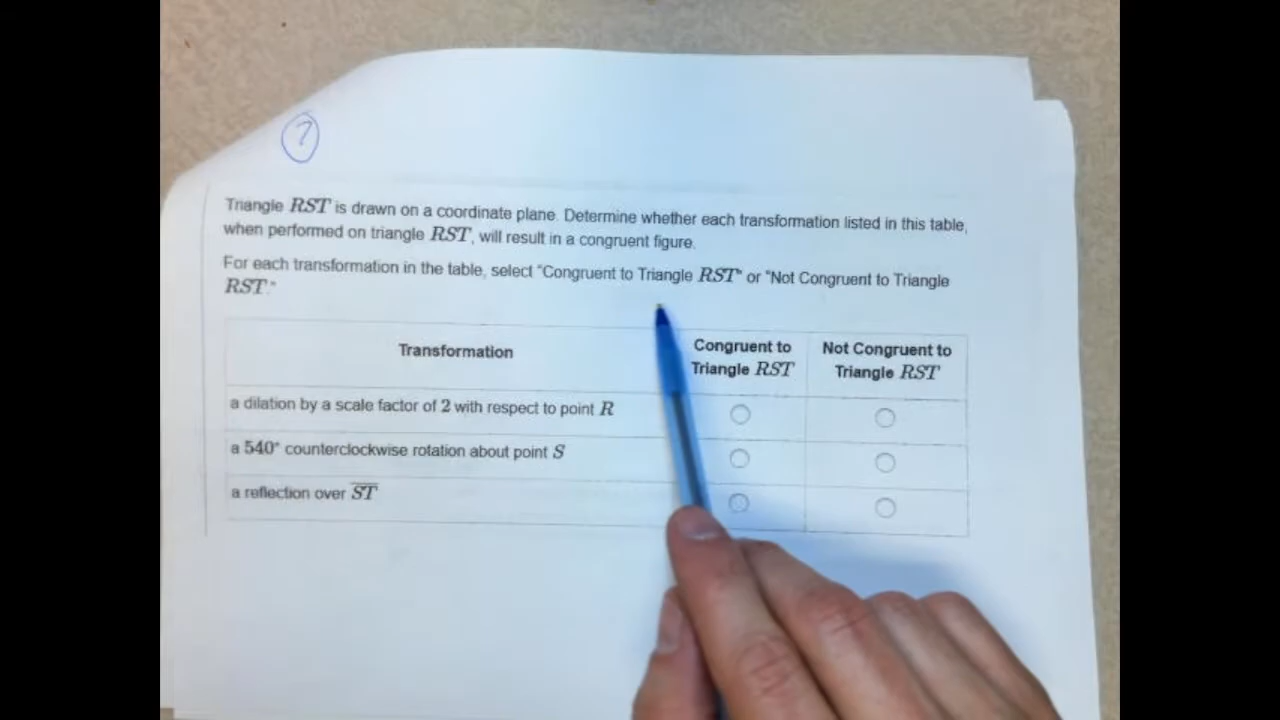 7
Triangle RST is drawn on a coordinate plane. Determine whether each transformation listed in this table,
when performed on triangle RST, will result in a congruent figure.
For each transformation in the table, select "Congruent to Triangle RST" or "Not Congruent to Triangle
RST."
Transformation
Congruent to
Triangle RST
Not Congruent to
Triangle RST
a dilation by a scale factor of 2 with respect to point R
a 540° counterclockwise rotation about point S
a reflection over S̅T̅